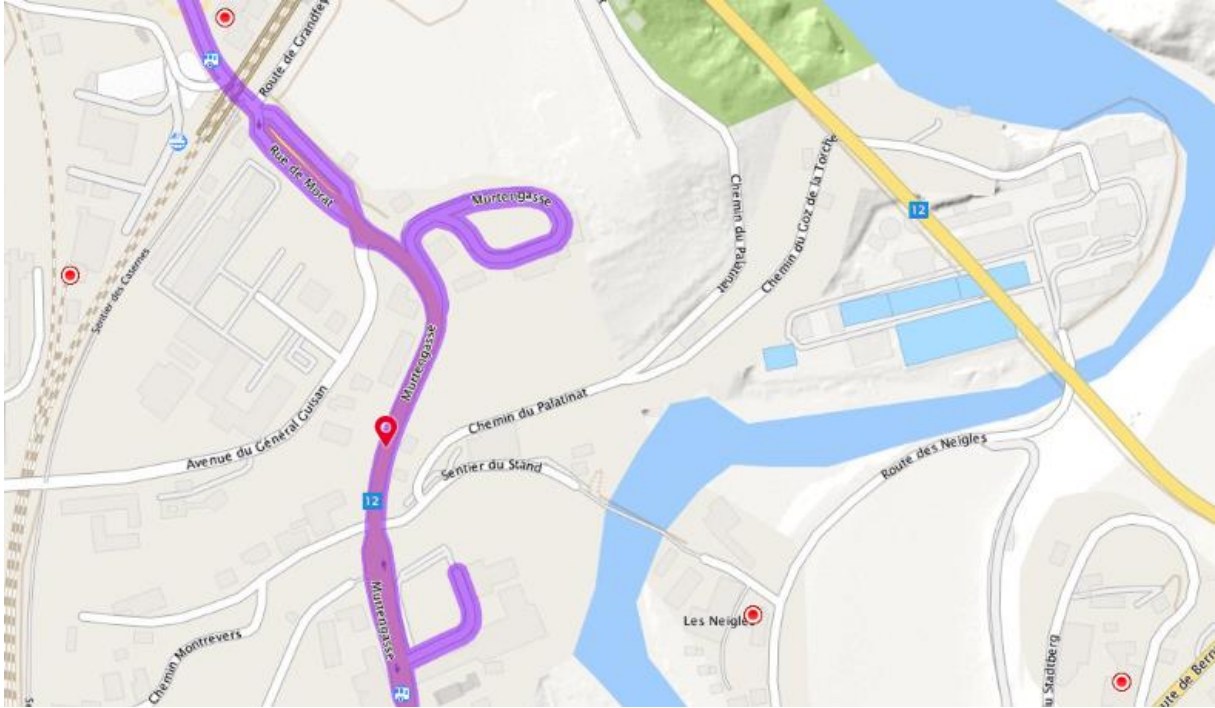 Route de Grandfey
Rue de Morat
Murtengasse
Chemin du Palatinat
Chemin du Goz de la Torche
12
Sentier des Casernes
Murtengasse
Avenue du Général Guisan
Chemin du Palatinat
Sentier du Stand
Route des Neigles
12
Murtengasse
Les Neigles
Chemin Montrevers
u Stadtberg
ute de Bern